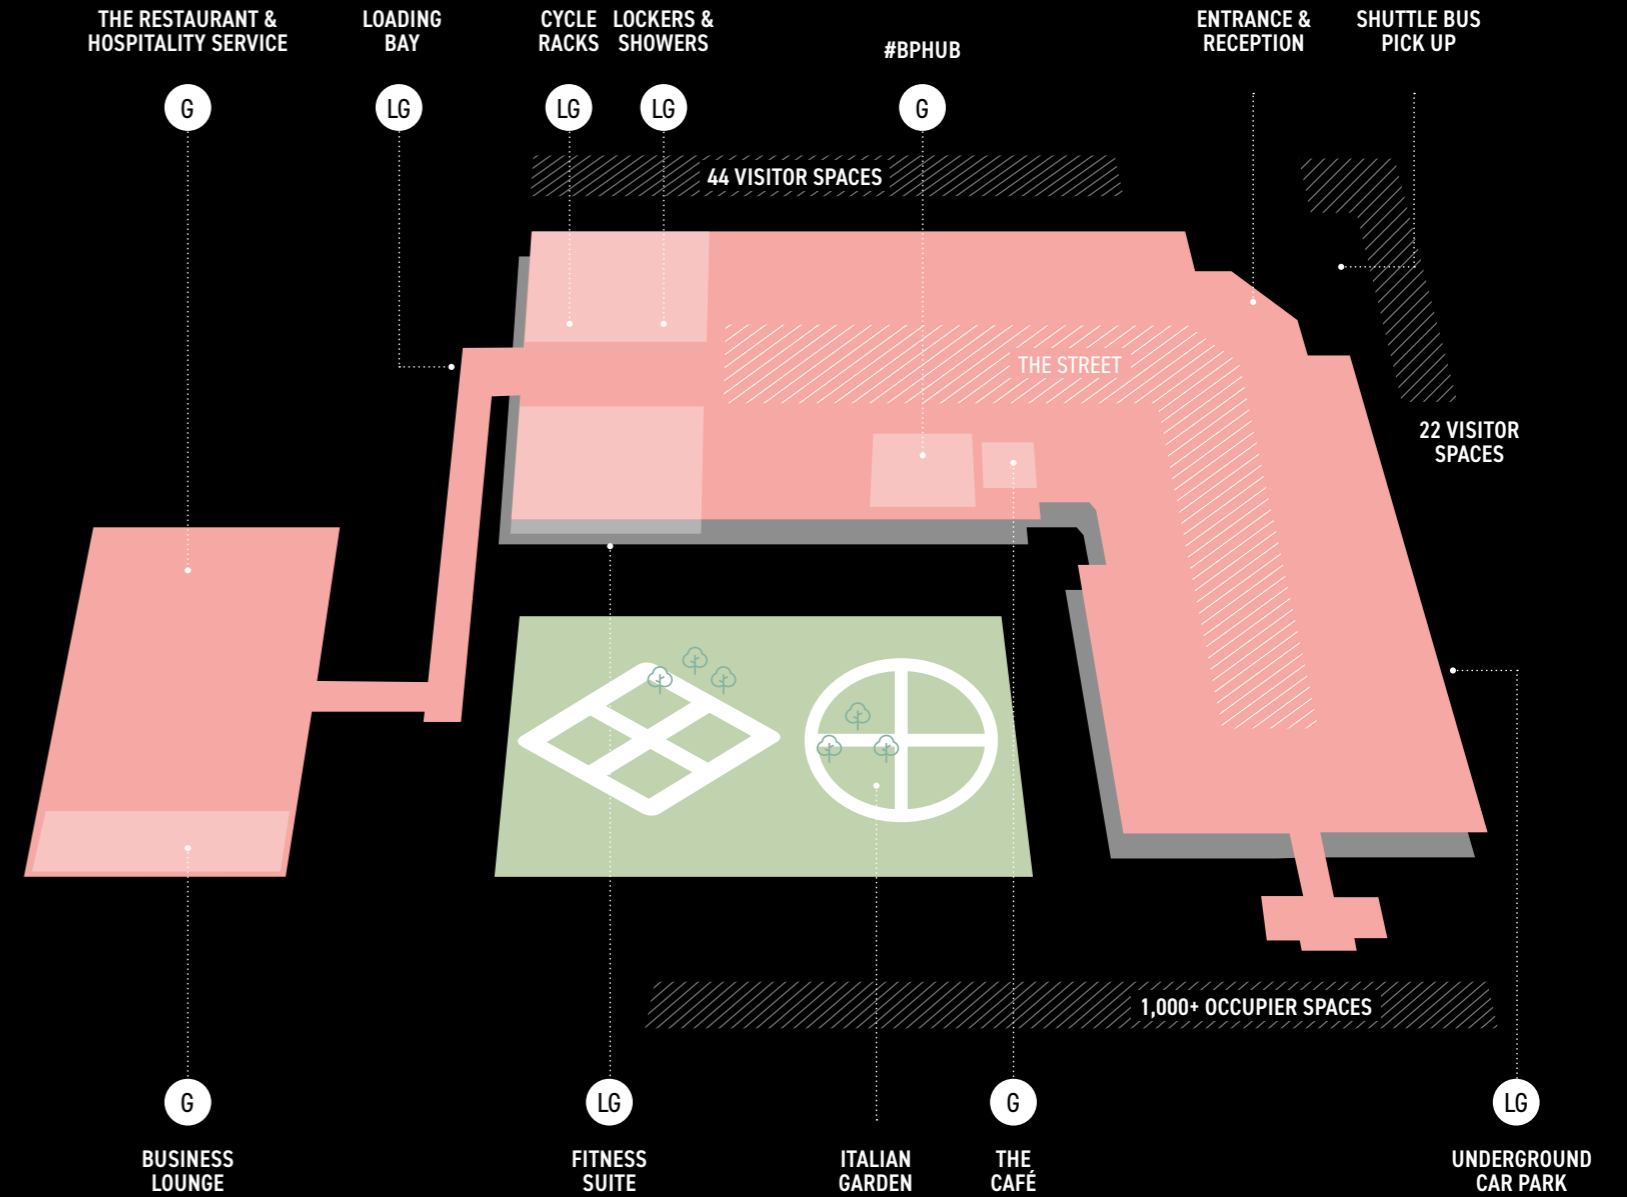 THE RESTAURANT &
HOSPITALITY SERVICE
G
LOADING
BAY
LG
CYCLE
RACKS
LG
LOCKERS &
SHOWERS
LG
#BPHUB
G
ENTRANCE &
RECEPTION
SHUTTLE BUS
PICK UP
44 VISITOR SPACES
THE STREET
22 VISITOR
SPACES
1,000+ OCCUPIER SPACES
G
BUSINESS
LOUNGE
LG
FITNESS
SUITE
ITALIAN
GARDEN
G
THE
CAFÉ
LG
UNDERGROUND
CAR PARK